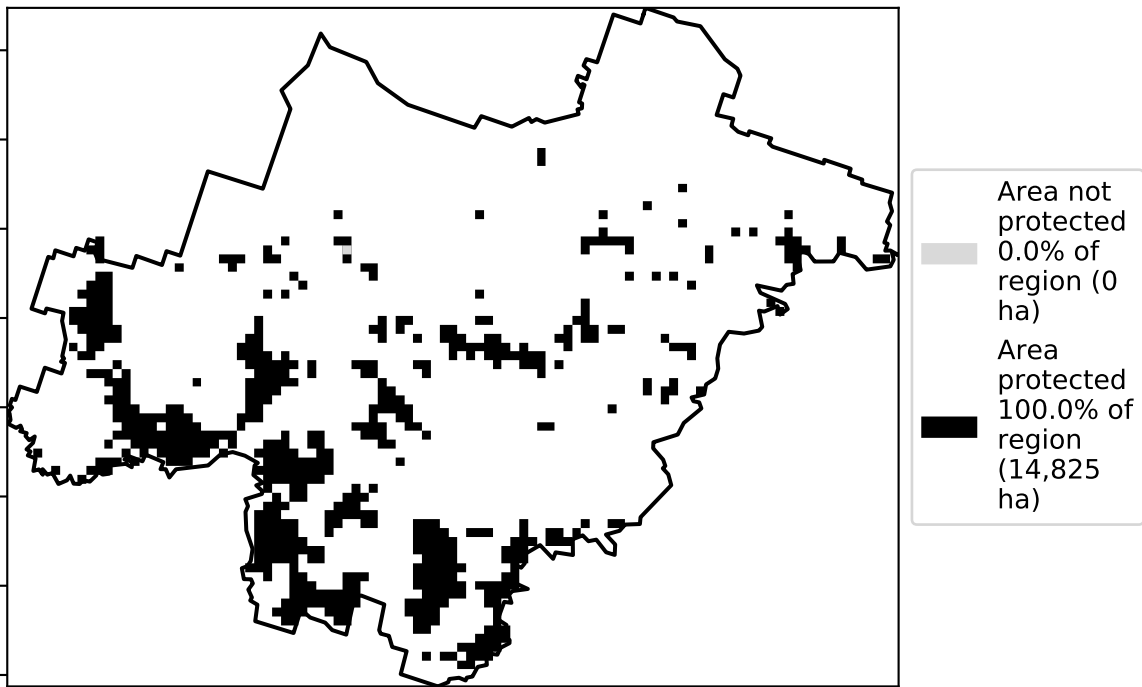 Area not
protected
0.0% of
region (0
ha)
Area
protected
100.0% of
region
(14,825
ha)